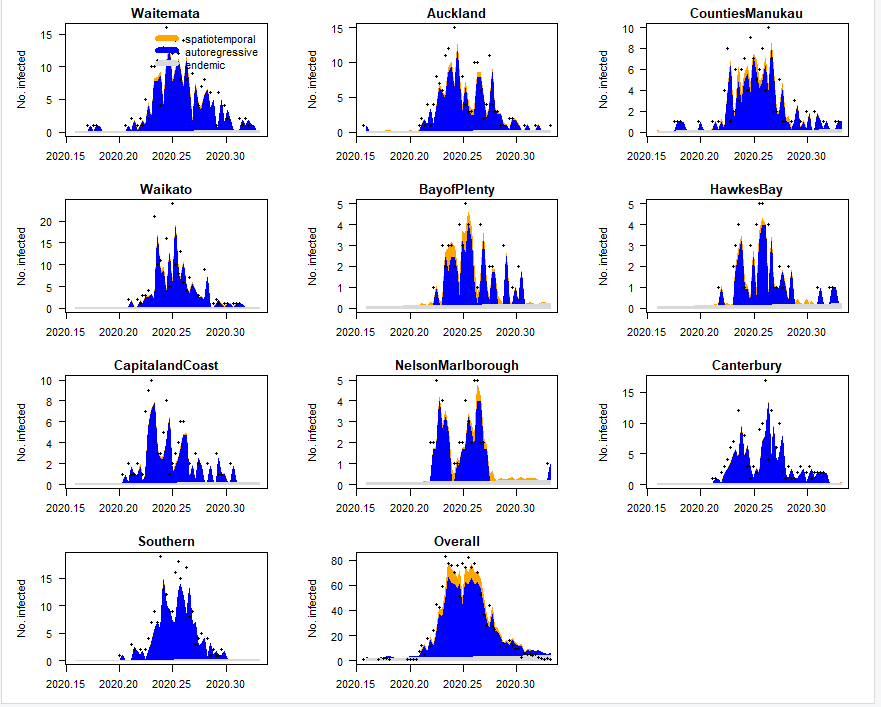 Waitemata
Auckland
CountiesManukau
No. infected
15
10
5
0
spatiotemporal
autoregressive
endemic
2020.15 2020.20 2020.25 2020.30
No. infected
15
10
5
0
2020.15 2020.20 2020.25 2020.30
No. infected
10
8
6
4
2
0
2020.15 2020.20 2020.25 2020.30
Waikato
BayofPlenty
HawkesBay
No. infected
20
15
10
5
0
2020.15 2020.20 2020.25 2020.30
No. infected
5
4
3
2
1
0
2020.15 2020.20 2020.25 2020.30
No. infected
5
4
3
2
1
0
2020.15 2020.20 2020.25 2020.30
CapitalandCoast
NelsonMarlborough
Canterbury
No. infected
10
8
6
4
2
0
2020.15 2020.20 2020.25 2020.30
No. infected
5
4
3
2
1
0
2020.15 2020.20 2020.25 2020.30
No. infected
15
10
5
0
2020.15 2020.20 2020.25 2020.30
Southern
Overall
No. infected
15
10
5
0
2020.15 2020.20 2020.25 2020.30
No. infected
80
60
40
20
0
2020.15 2020.20 2020.25 2020.30